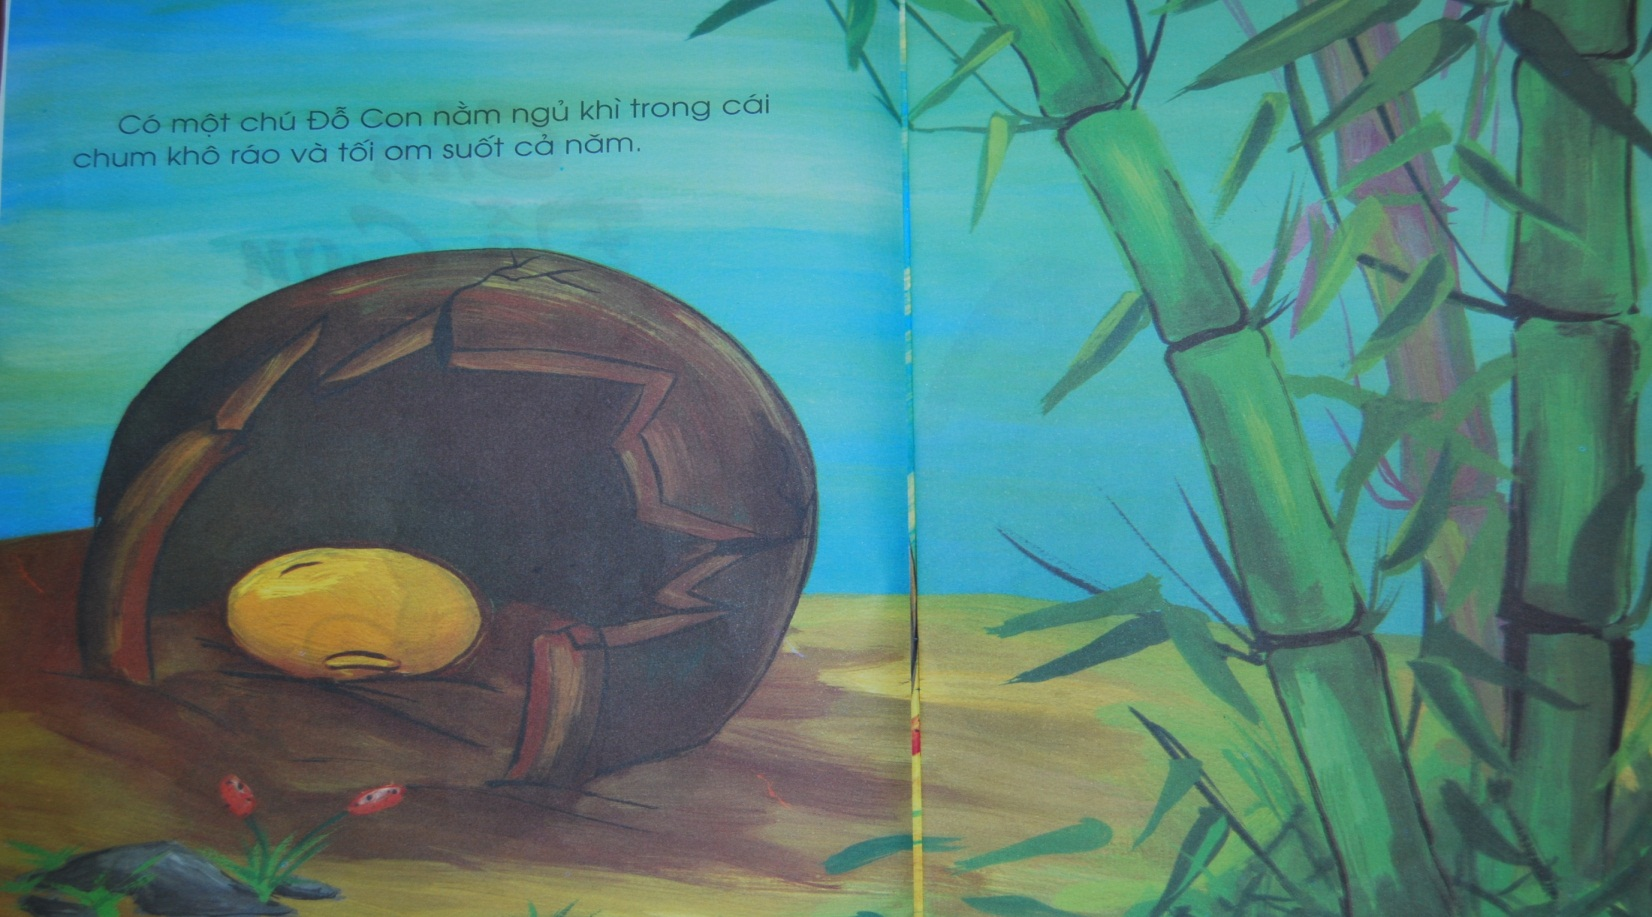 Có một chú Đỗ Con nằm ngủ khì trong cái
chum khô ráo và tối om suốt cả năm.